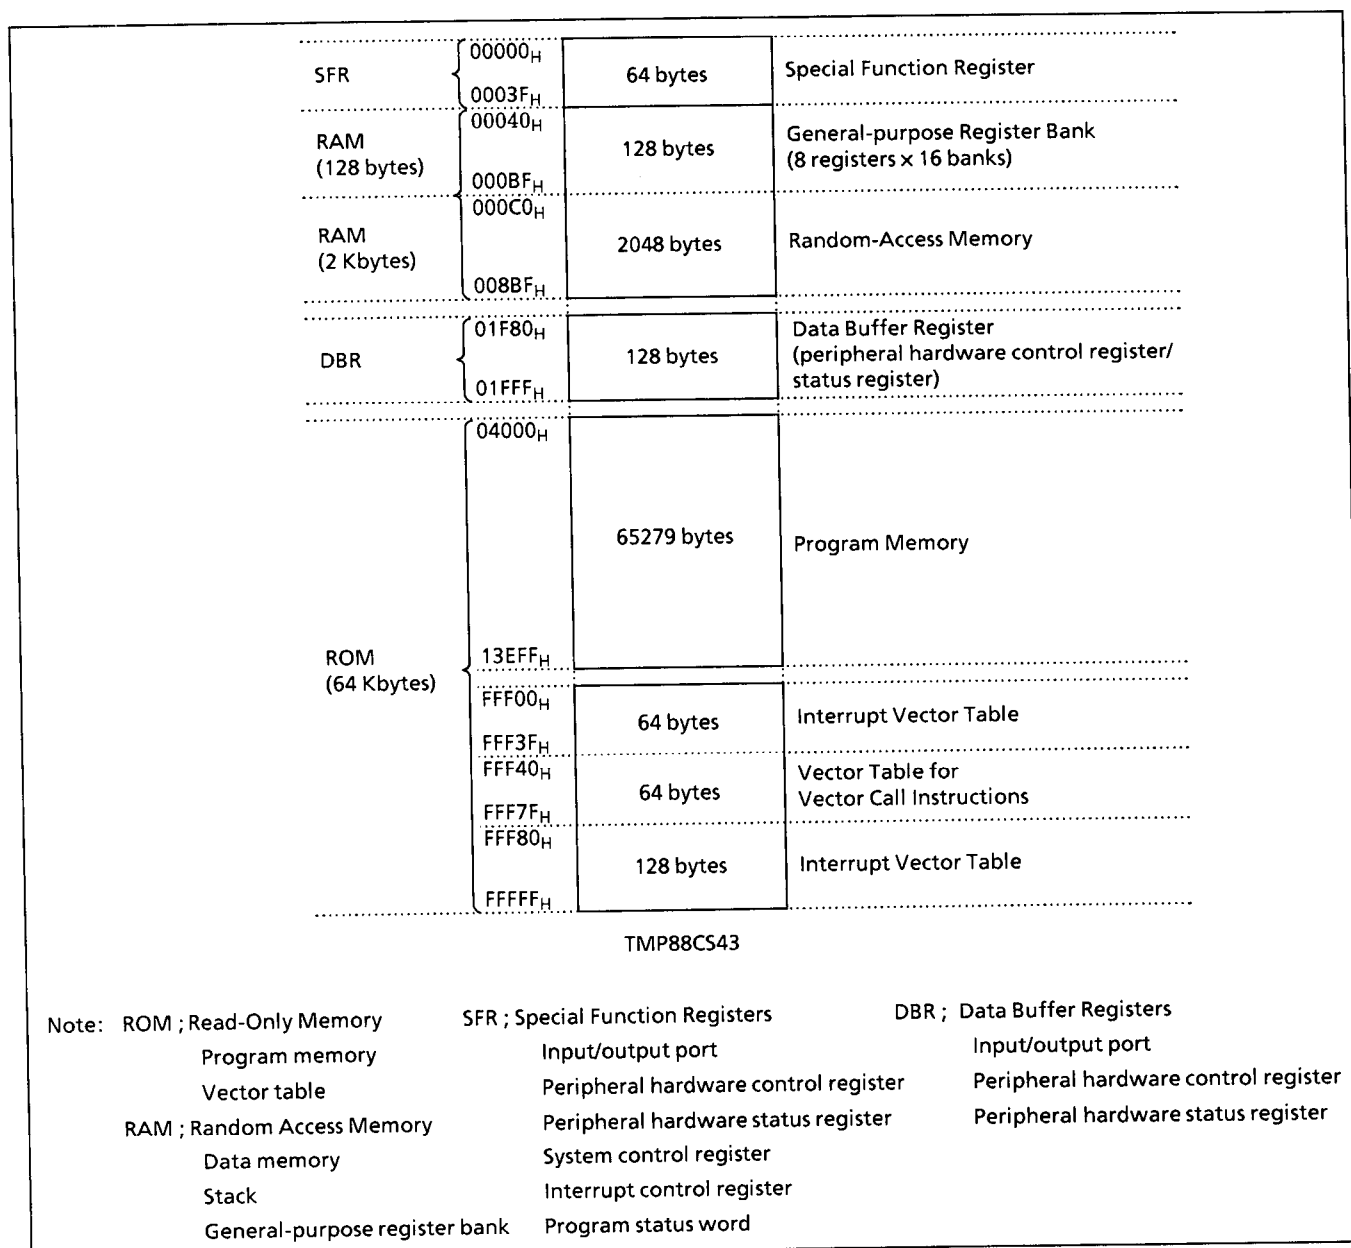 SFR
00000H
0003FH
64 bytes
Special Function Register
RAM
(128 bytes)
00040H
000BFH
128 bytes
General-purpose Register Bank
(8 registers x 16 banks)
RAM
(2 Kbytes)
000C0H
008BFH
2048 bytes
Random-Access Memory
DBR
01F80H
01FFFH
128 bytes
Data Buffer Register
(peripheral hardware control register/
status register)
ROM
(64 Kbytes)
04000H
13EFFH
65279 bytes
Program Memory
FFF00H
FFF3FH
64 bytes
Interrupt Vector Table
FFF40H
FFF7FH
64 bytes
Vector Table for
Vector Call Instructions
FFF80H
FFFFFH
128 bytes
Interrupt Vector Table
TMP88CS43
Note: ROM ; Read-Only Memory
Program memory
Vector table
RAM ; Random Access Memory
Data memory
Stack
General-purpose register bank
SFR ; Special Function Registers
Input/output port
Peripheral hardware control register
Peripheral hardware status register
System control register
Interrupt control register
Program status word
DBR ; Data Buffer Registers
Input/output port
Peripheral hardware control register
Peripheral hardware status register